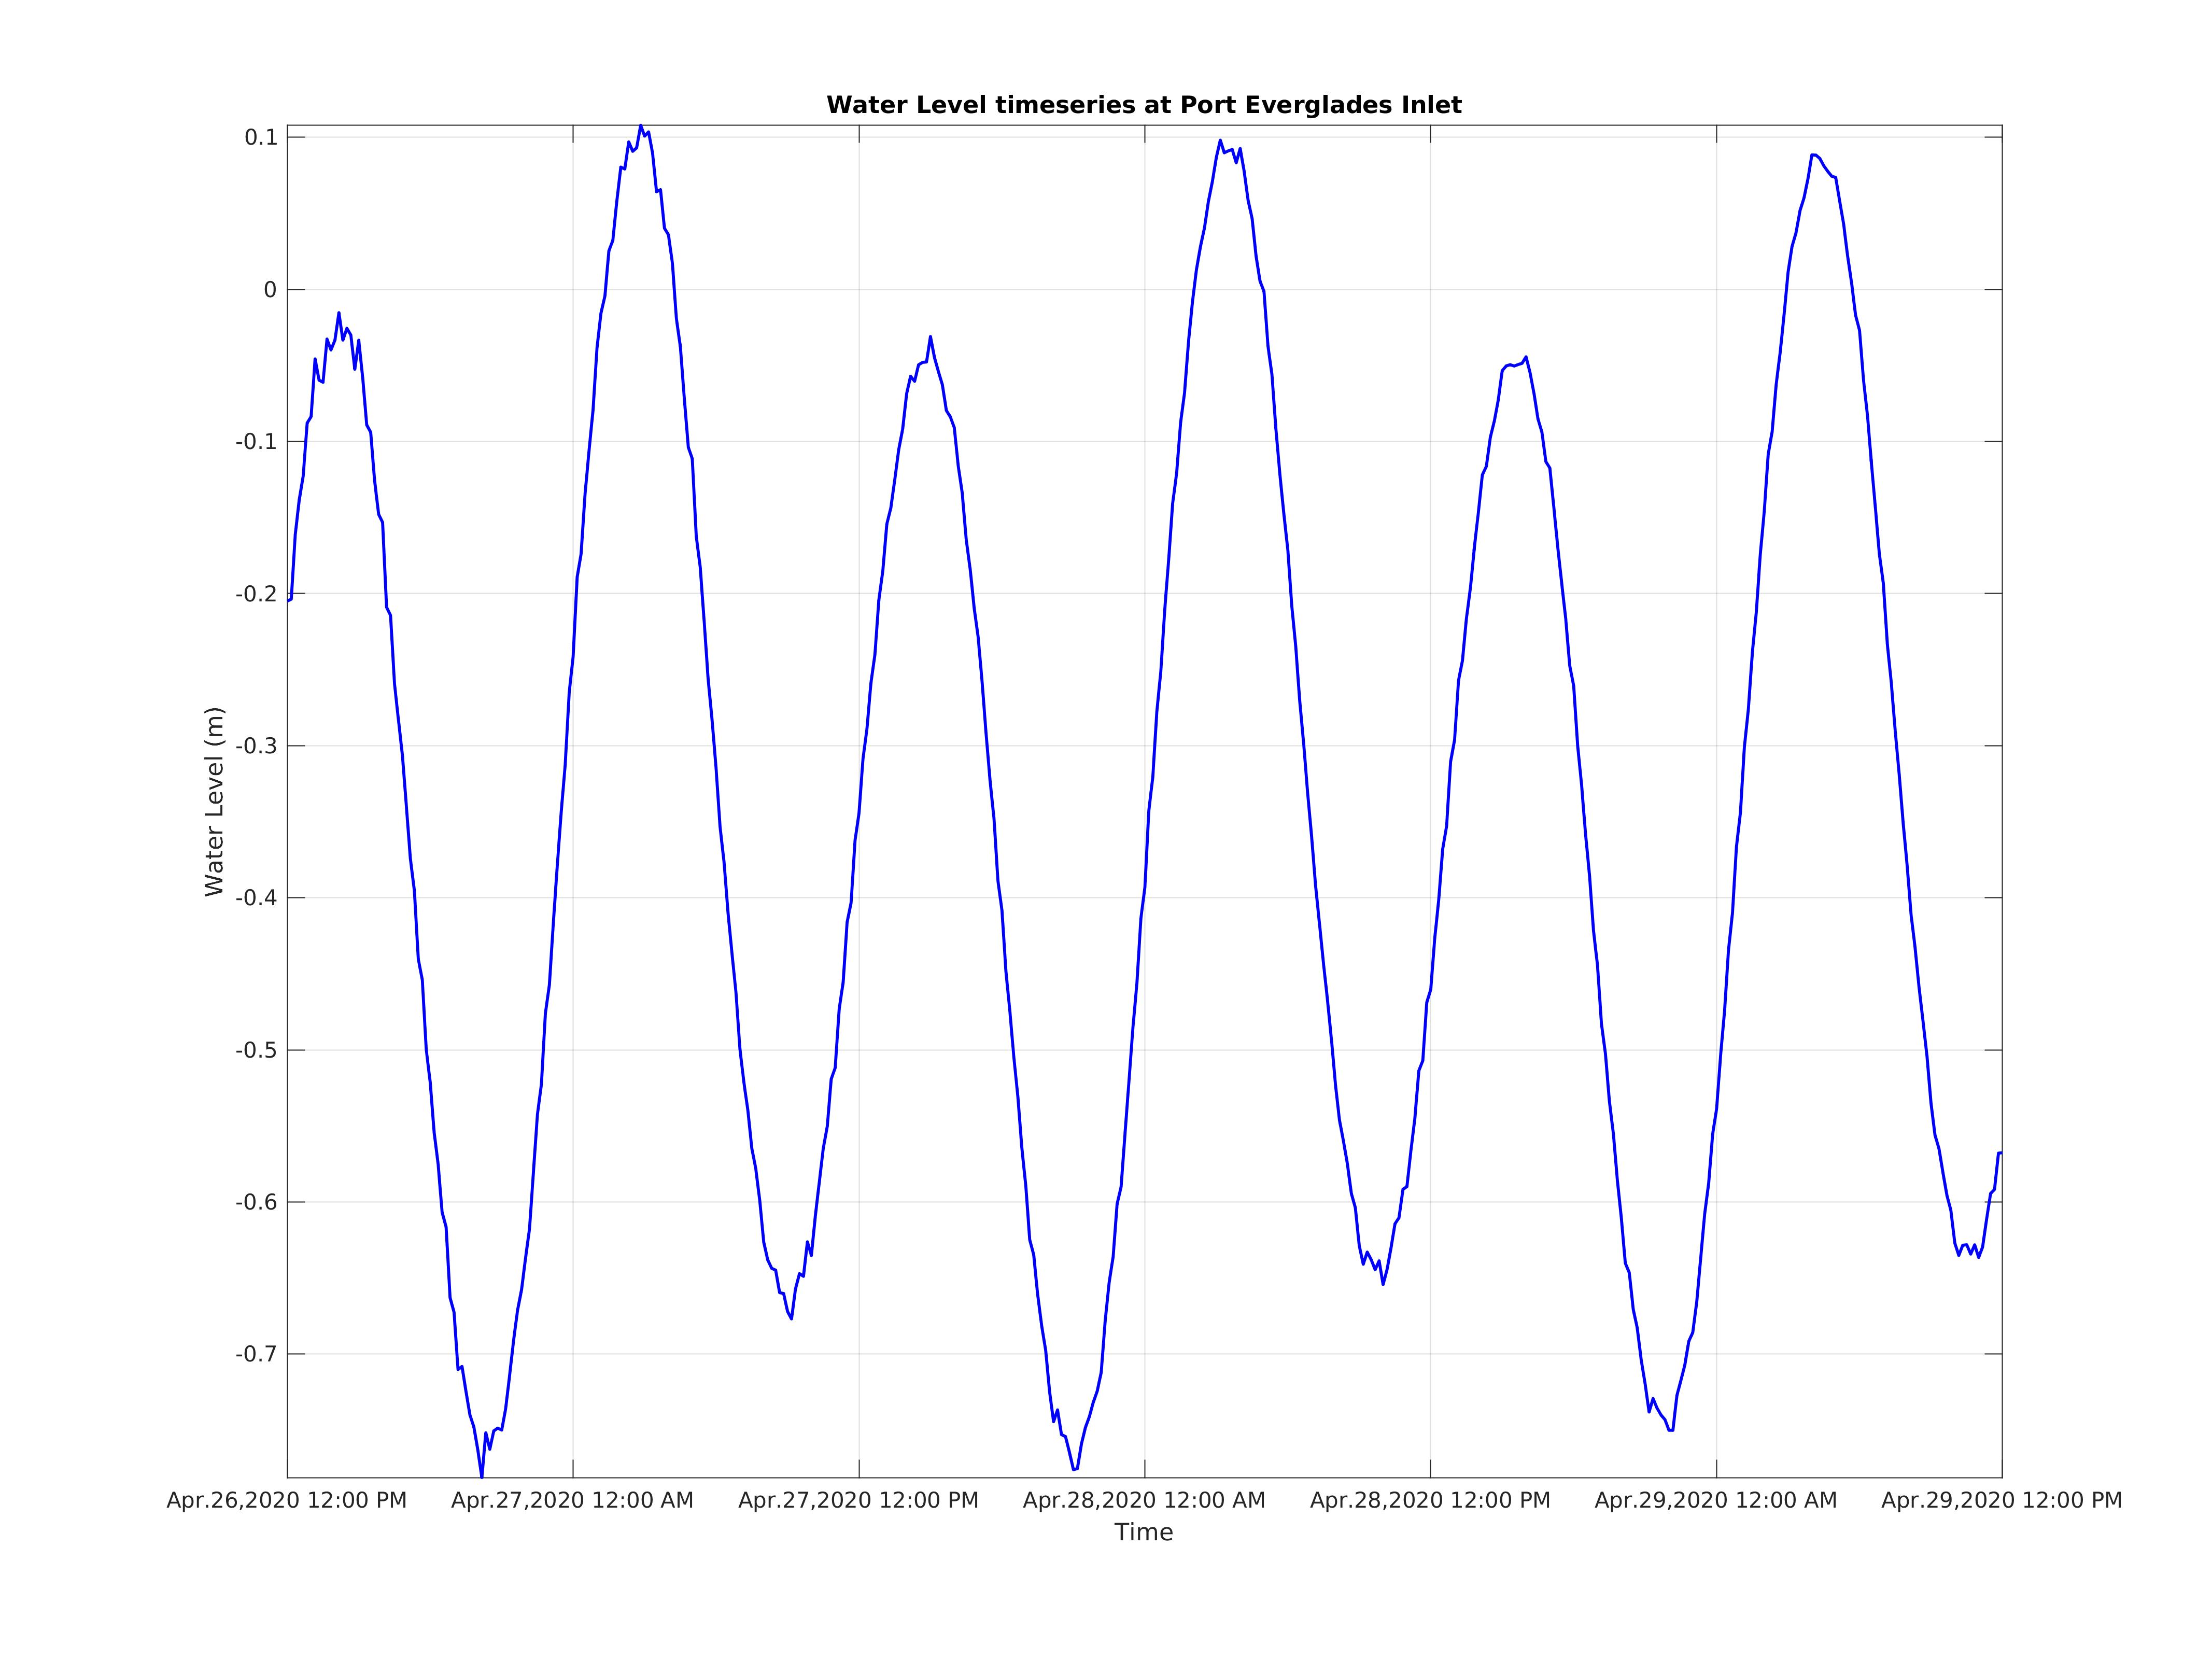 Water Level timeseries at Port Everglades Inlet
0.1
0
-0.1
-0.2
-0.3
-0.4
-0.5
-0.6
-0.7
Water Level (m)
Apr.26,2020 12:00 PM Apr.27,2020 12:00 AM Apr.27,2020 12:00 PM Apr.28,2020 12:00 AM Apr.28,2020 12:00 PM Apr.29,2020 12:00 AM Apr.29,2020 12:00 PM
Time